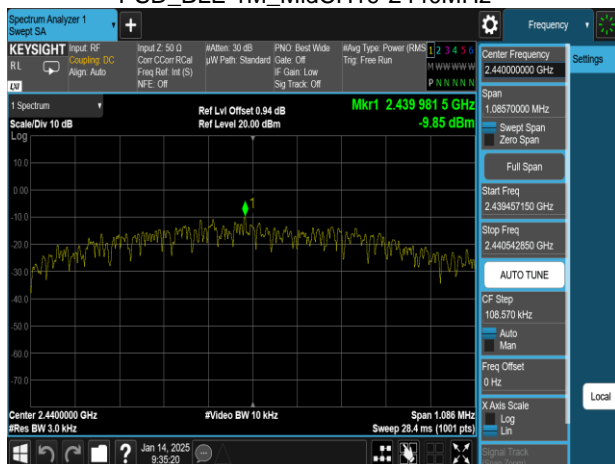 PSD_BLE 1M_MidCH19 2440MHz
Spectrum Analyzer 1
Swept SA
Frequency
KEYSIGHT
RL
LXI
Input: RF
Coupling: DC
Align: Auto
Input Z: 50 Ω
Corr CCorr RCal
Freq Ref: Int (S)
NFE: Off
#Atten: 30 dB
µW Path: Standard
PNO: Best Wide
Gate: Off
IF Gain: Low
Sig Track: Off
#Avg Type: Power (RMS
Trig: Free Run
1 2 3 4 5 6
M W W W W W
P N N N N N
Center Frequency
2.440000000 GHz
Settings
Span
1.08570000 MHz
Swept Span
Zero Span
Full Span
Start Freq
2.439457150 GHz
Stop Freq
2.440542850 GHz
AUTO TUNE
CF Step
108.570 kHz
Auto
Man
Freq Offset
0 Hz
X Axis Scale
Log
Lin
Signal Track
Local
1 Spectrum
Scale/Div 10 dB
Log
Ref Lvl Offset 0.94 dB
Ref Level 20.00 dBm
Mkr1 2.439 981 5 GHz
-9.85 dBm
10.0
0.00
-10.0
-20.0
-30.0
-40.0
-50.0
-60.0
-70.0
1
Center 2.4400000 GHz
#Res BW 3.0 kHz
#Video BW 10 kHz
Span 1.086 MHz
Sweep 28.4 ms (1001 pts)
?
Jan 14, 2025
9:35:20